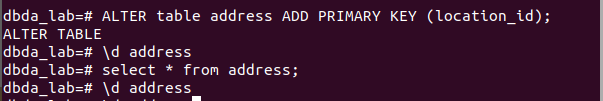 dbda_lab=# ALTER table address ADD PRIMARY KEY (location_id);
ALTER TABLE
dbda_lab=# \d address
dbda_lab=# select * from address;
dbda_lab=# \d address